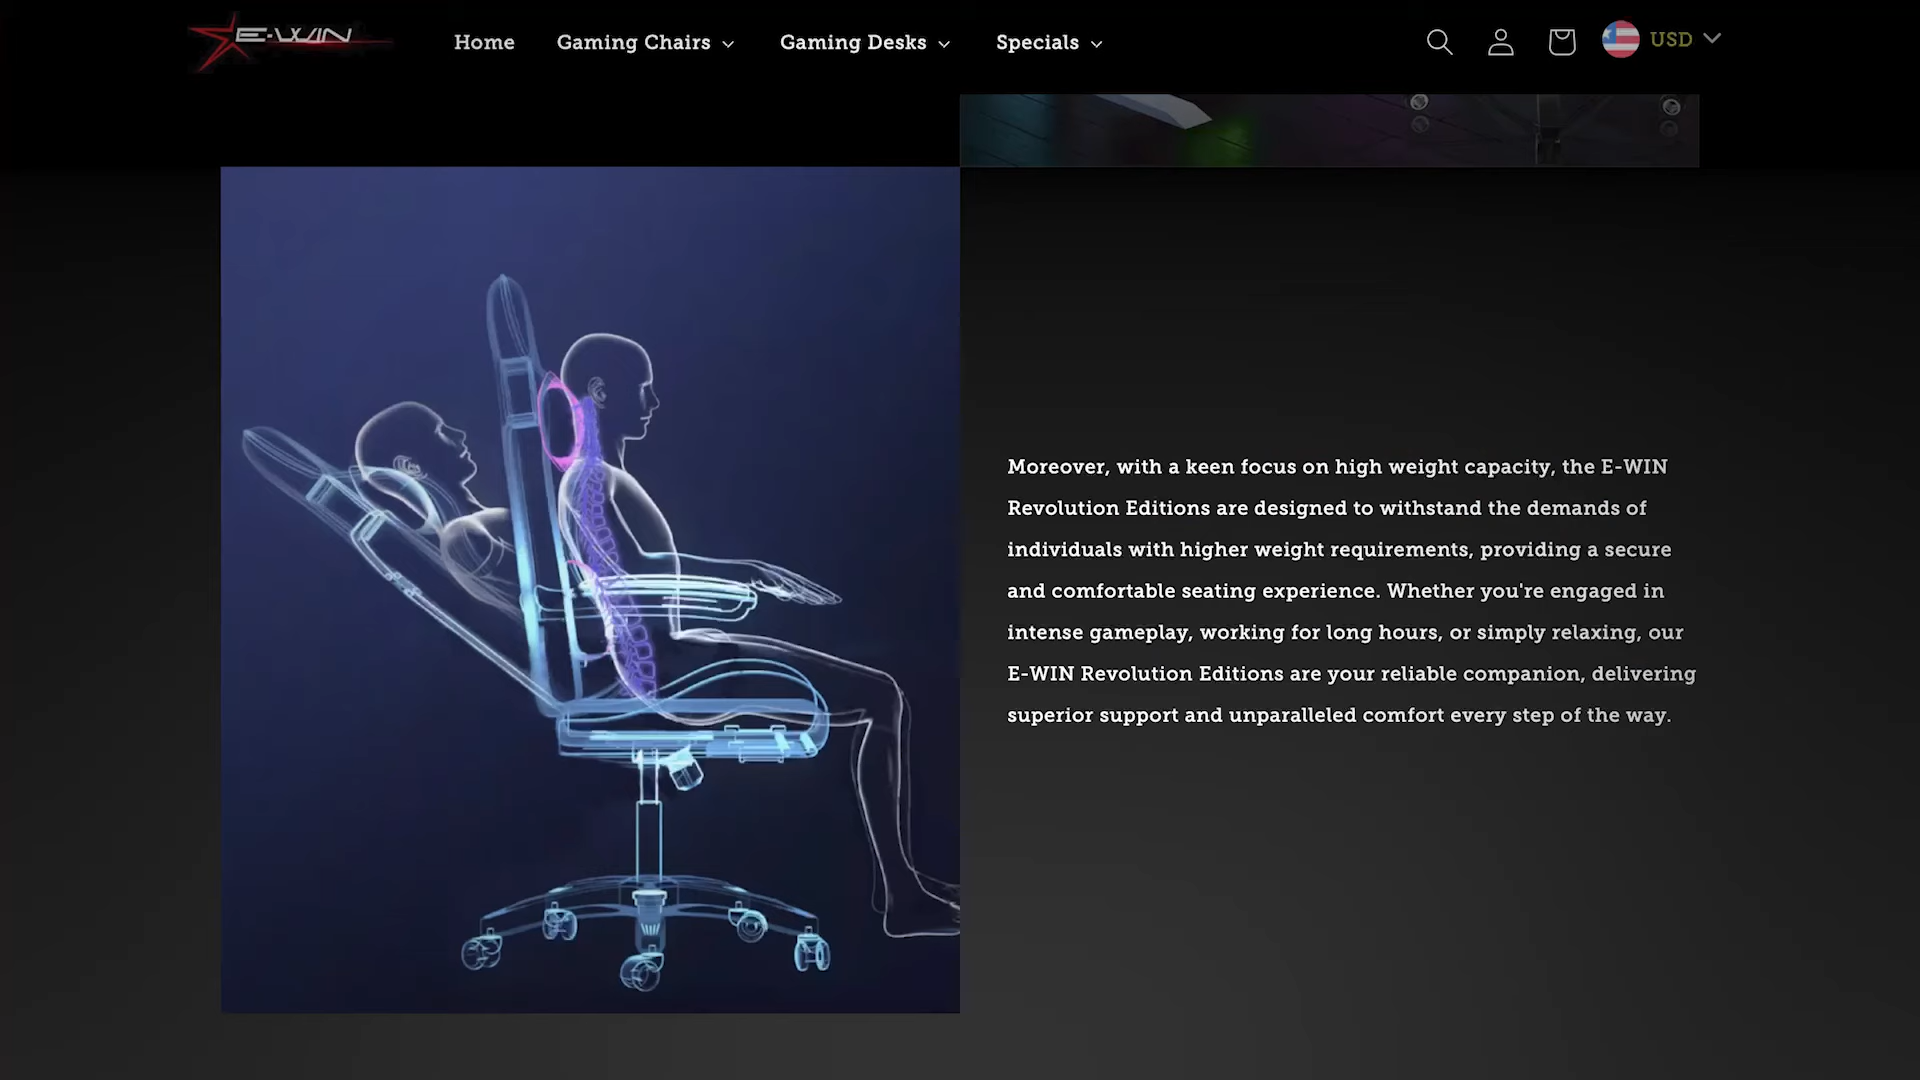 E-WIN
Home
Gaming Chairs
Gaming Desks
Specials
USD
Moreover, with a keen focus on high weight capacity, the E-WIN
Revolution Editions are designed to withstand the demands of
individuals with higher weight requirements, providing a secure
and comfortable seating experience. Whether you're engaged in
intense gameplay, working for long hours, or simply relaxing, our
E-WIN Revolution Editions are your reliable companion, delivering
superior support and unparalleled comfort every step of the way.